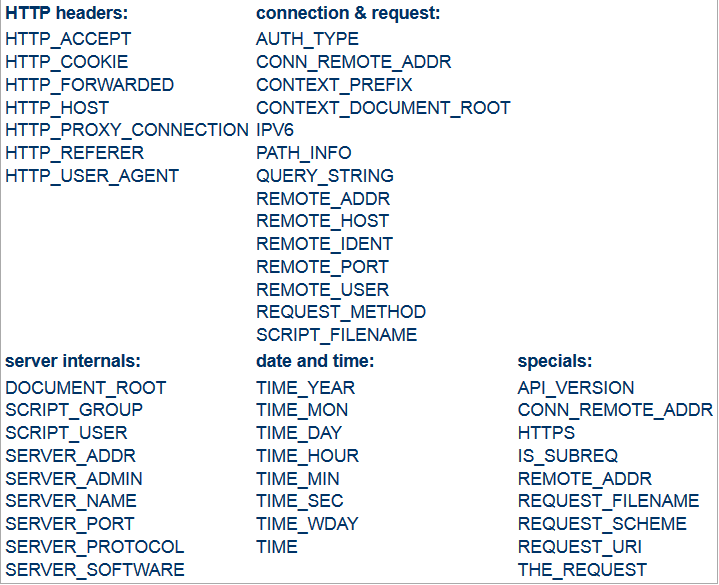 HTTP headers:
HTTP_ACCEPT
HTTP_COOKIE
HTTP_FORWARDED
HTTP_HOST
HTTP_PROXY_CONNECTION
HTTP_REFERER
HTTP_USER_AGENT
connection & request:
AUTH_TYPE
CONN_REMOTE_ADDR
CONTEXT_PREFIX
CONTEXT_DOCUMENT_ROOT
IPV6
PATH_INFO
QUERY_STRING
REMOTE_ADDR
REMOTE_HOST
REMOTE_IDENT
REMOTE_PORT
REMOTE_USER
REQUEST_METHOD
SCRIPT_FILENAME
server internals:
DOCUMENT_ROOT
SCRIPT_GROUP
SCRIPT_USER
SERVER_ADDR
SERVER_ADMIN
SERVER_NAME
SERVER_PORT
SERVER_PROTOCOL
SERVER_SOFTWARE
date and time:
TIME_YEAR
TIME_MON
TIME_DAY
TIME_HOUR
TIME_MIN
TIME_SEC
TIME_WDAY
TIME
specials:
API_VERSION
CONN_REMOTE_ADDR
HTTPS
IS_SUBREQ
REMOTE_ADDR
REQUEST_FILENAME
REQUEST_SCHEME
REQUEST_URI
THE_REQUEST